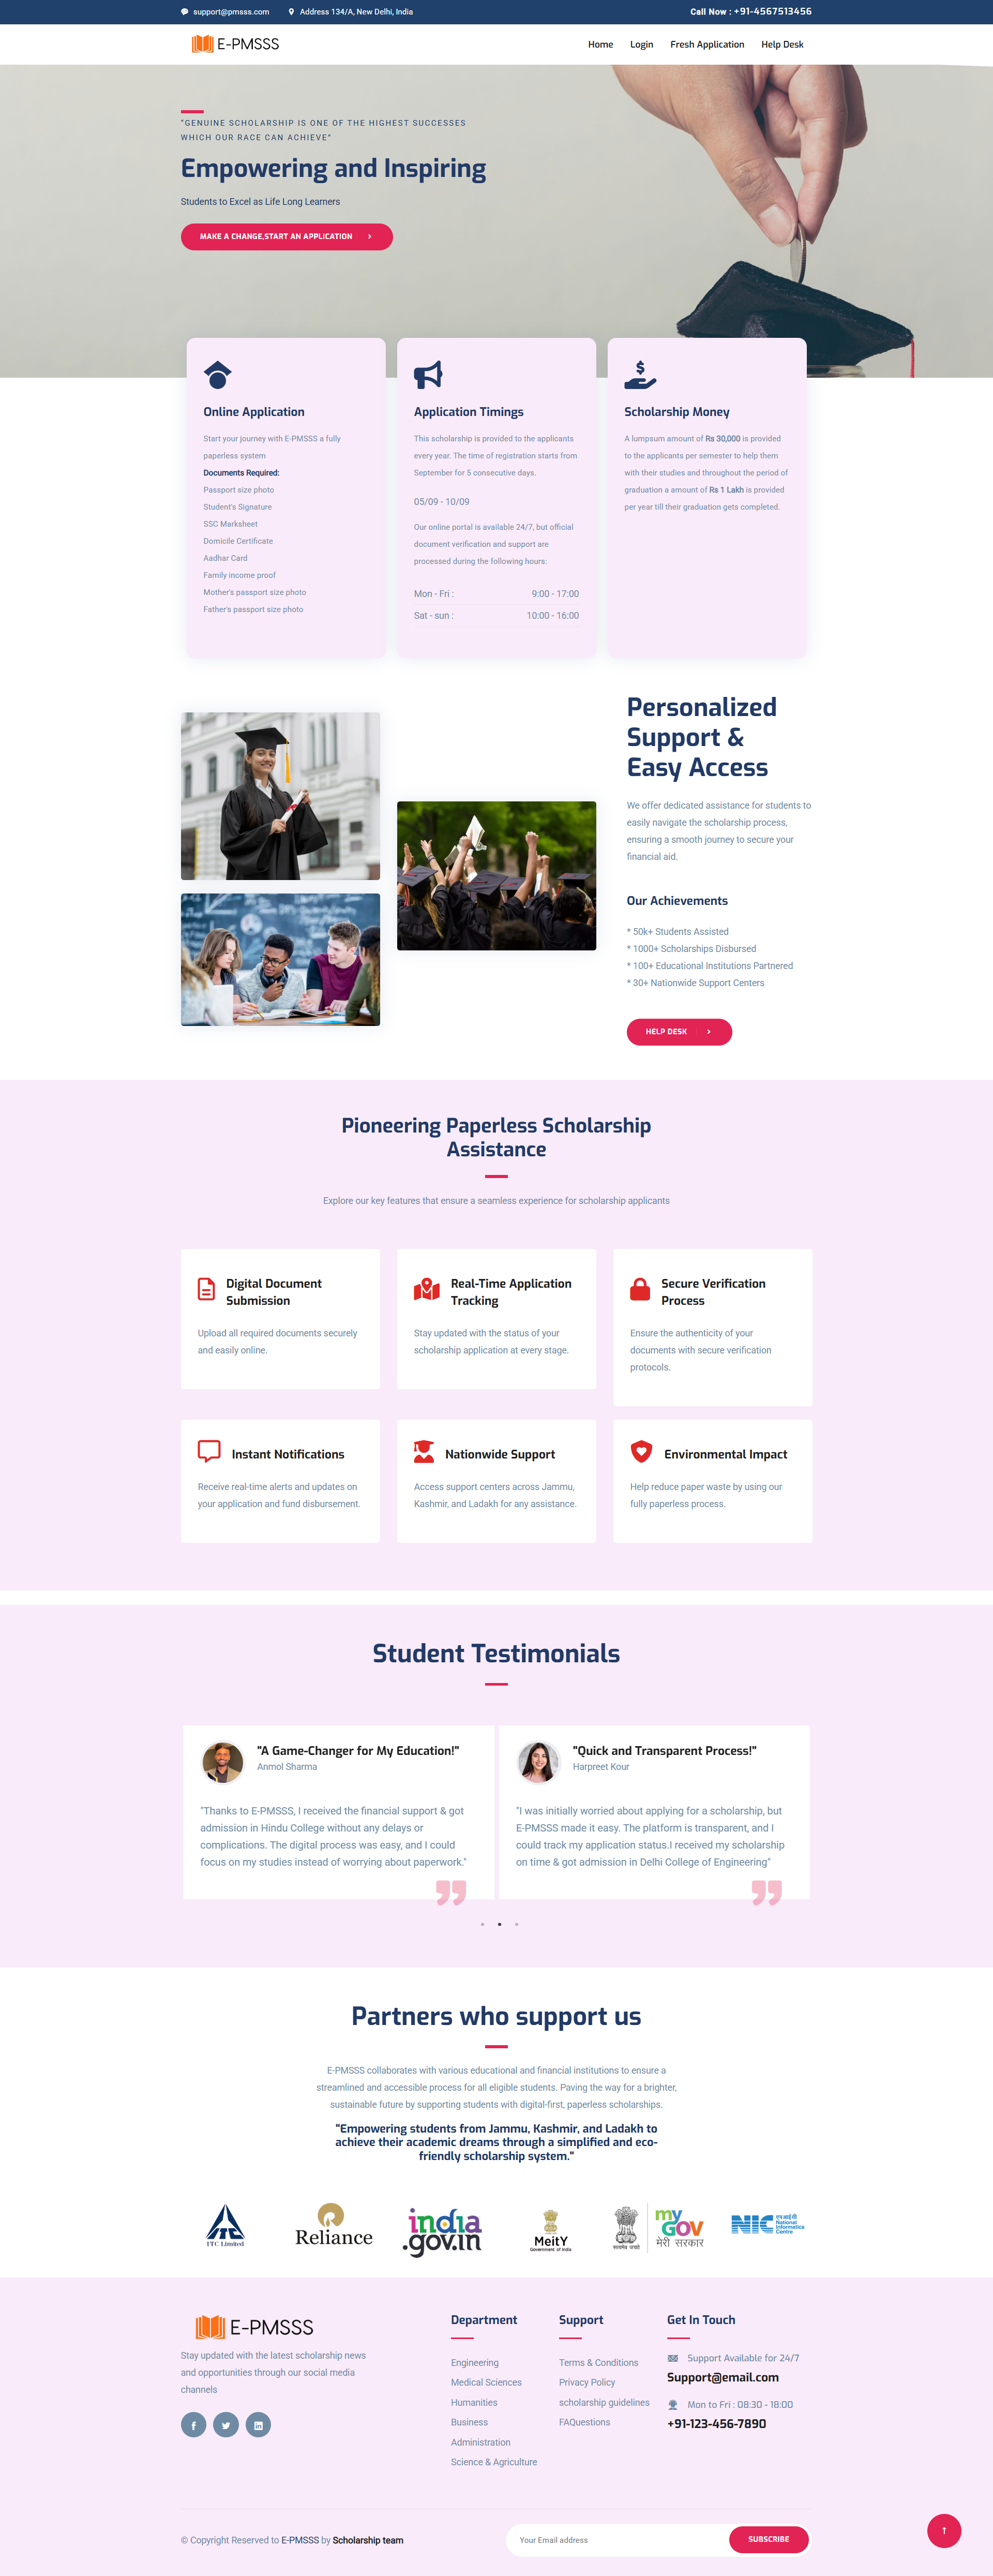 support@pmsss.com
Address 134/A, New Delhi, India
Call Now : +91-4567513456
E-PMSSS
Home
Login
Fresh Application
Help Desk
"GENUINE SCHOLARSHIP IS ONE OF THE HIGHEST SUCCESSES
WHICH OUR RACE CAN ACHIEVE"
Empowering and Inspiring
Students to Excel as Life Long Learners
MAKE A CHANGE,START AN APPLICATION
Online Application
Start your journey with E-PMSSS a fully
paperless system
Documents Required:
Passport size photo
Student's Signature
SSC Marksheet
Domicile Certificate
Aadhar Card
Family income proof
Mother's passport size photo
Father's passport size photo
Application Timings
This scholarship is provided to the applicants
every year. The time of registration starts from
September for 5 consecutive days.
05/09 - 10/09
Our online portal is available 24/7, but official
document verification and support are
processed during the following hours:
Mon - Fri : 9:00 - 17:00
Sat - sun : 10:00 - 16:00
Scholarship Money
A lumpsum amount of Rs 30,000 is provided
to the applicants per semester to help them
with their studies and throughout the period of
graduation a amount of Rs 1 Lakh is provided
per year till their graduation gets completed.
Personalized
Support &
Easy Access
We offer dedicated assistance for students to
easily navigate the scholarship process,
ensuring a smooth journey to secure your
financial aid.
Our Achievements
* 50k+ Students Assisted
* 1000+ Scholarships Disbursed
* 100+ Educational Institutions Partnered
* 30+ Nationwide Support Centers
HELP DESK
Pioneering Paperless Scholarship
Assistance
Explore our key features that ensure a seamless experience for scholarship applicants
Digital Document
Submission
Upload all required documents securely
and easily online.
Real-Time Application
Tracking
Stay updated with the status of your
scholarship application at every stage.
Secure Verification
Process
Ensure the authenticity of your
documents with secure verification
protocols.
Instant Notifications
Receive real-time alerts and updates on
your application and fund disbursement.
Nationwide Support
Access support centers across Jammu,
Kashmir, and Ladakh for any assistance.
Environmental Impact
Help reduce paper waste by using our
fully paperless process.
Student Testimonials
"A Game-Changer for My Education!"
Anmol Sharma
"Thanks to E-PMSSS, I received the financial support & got
admission in Hindu College without any delays or
complications. The digital process was easy, and I could
focus on my studies instead of worrying about paperwork."
"Quick and Transparent Process!"
Harpreet Kour
"I was initially worried about applying for a scholarship, but
E-PMSSS made it easy. The platform is transparent, and I
could track my application status.I received my scholarship
on time & got admission in Delhi College of Engineering"
Partners who support us
E-PMSSS collaborates with various educational and financial institutions to ensure a
streamlined and accessible process for all eligible students. Paving the way for a brighter,
sustainable future by supporting students with digital-first, paperless scholarships.
"Empowering students from Jammu, Kashmir, and Ladakh to
achieve their academic dreams through a simplified and eco-
friendly scholarship system."
ITC Limited
Reliance
india
.gov.in
MeitY
Government of India
सत्यमेव जयते
my
GOV
मेरी सरकार
NIC
एन आई सी
National
Informatics
Centre
E-PMSSS
Stay updated with the latest scholarship news
and opportunities through our social media
channels
Department
Engineering
Medical Sciences
Humanities
Business
Administration
Science & Agriculture
Support
Terms & Conditions
Privacy Policy
scholarship guidelines
FAQuestions
Get In Touch
Support Available for 24/7
Support@email.com
Mon to Fri : 08:30 - 18:00
+91-123-456-7890
© Copyright Reserved to E-PMSSS by Scholarship team
Your Email address
SUBSCRIBE